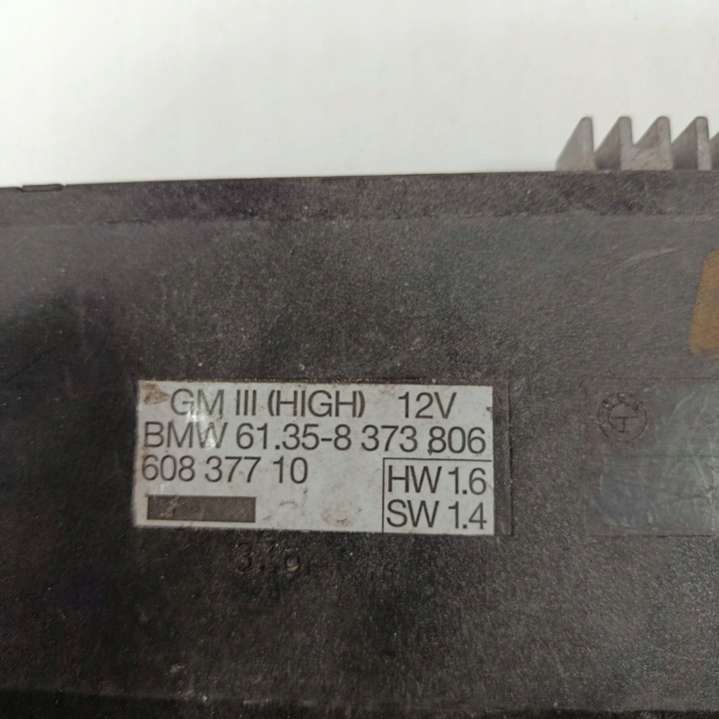 GM III (HIGH) 12V
BMW 61.35-8 373 806
608 377 10
HW 1.6
SW 1.4